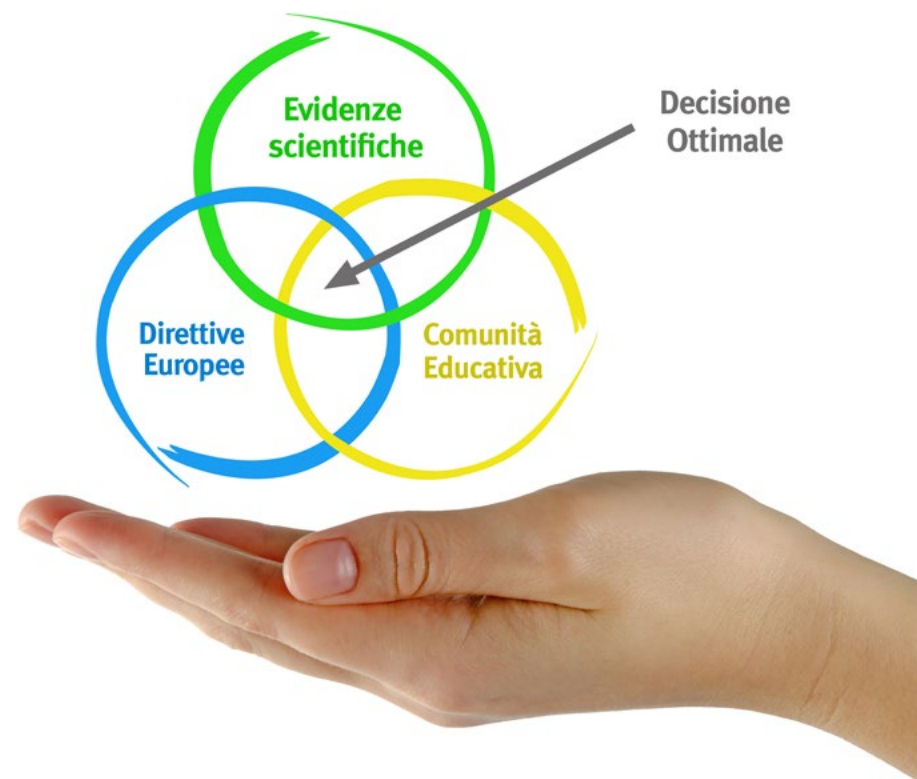 Evidenze
scientifiche
Decisione
Ottimale
Direttive
Europee
Comunità
Educativa